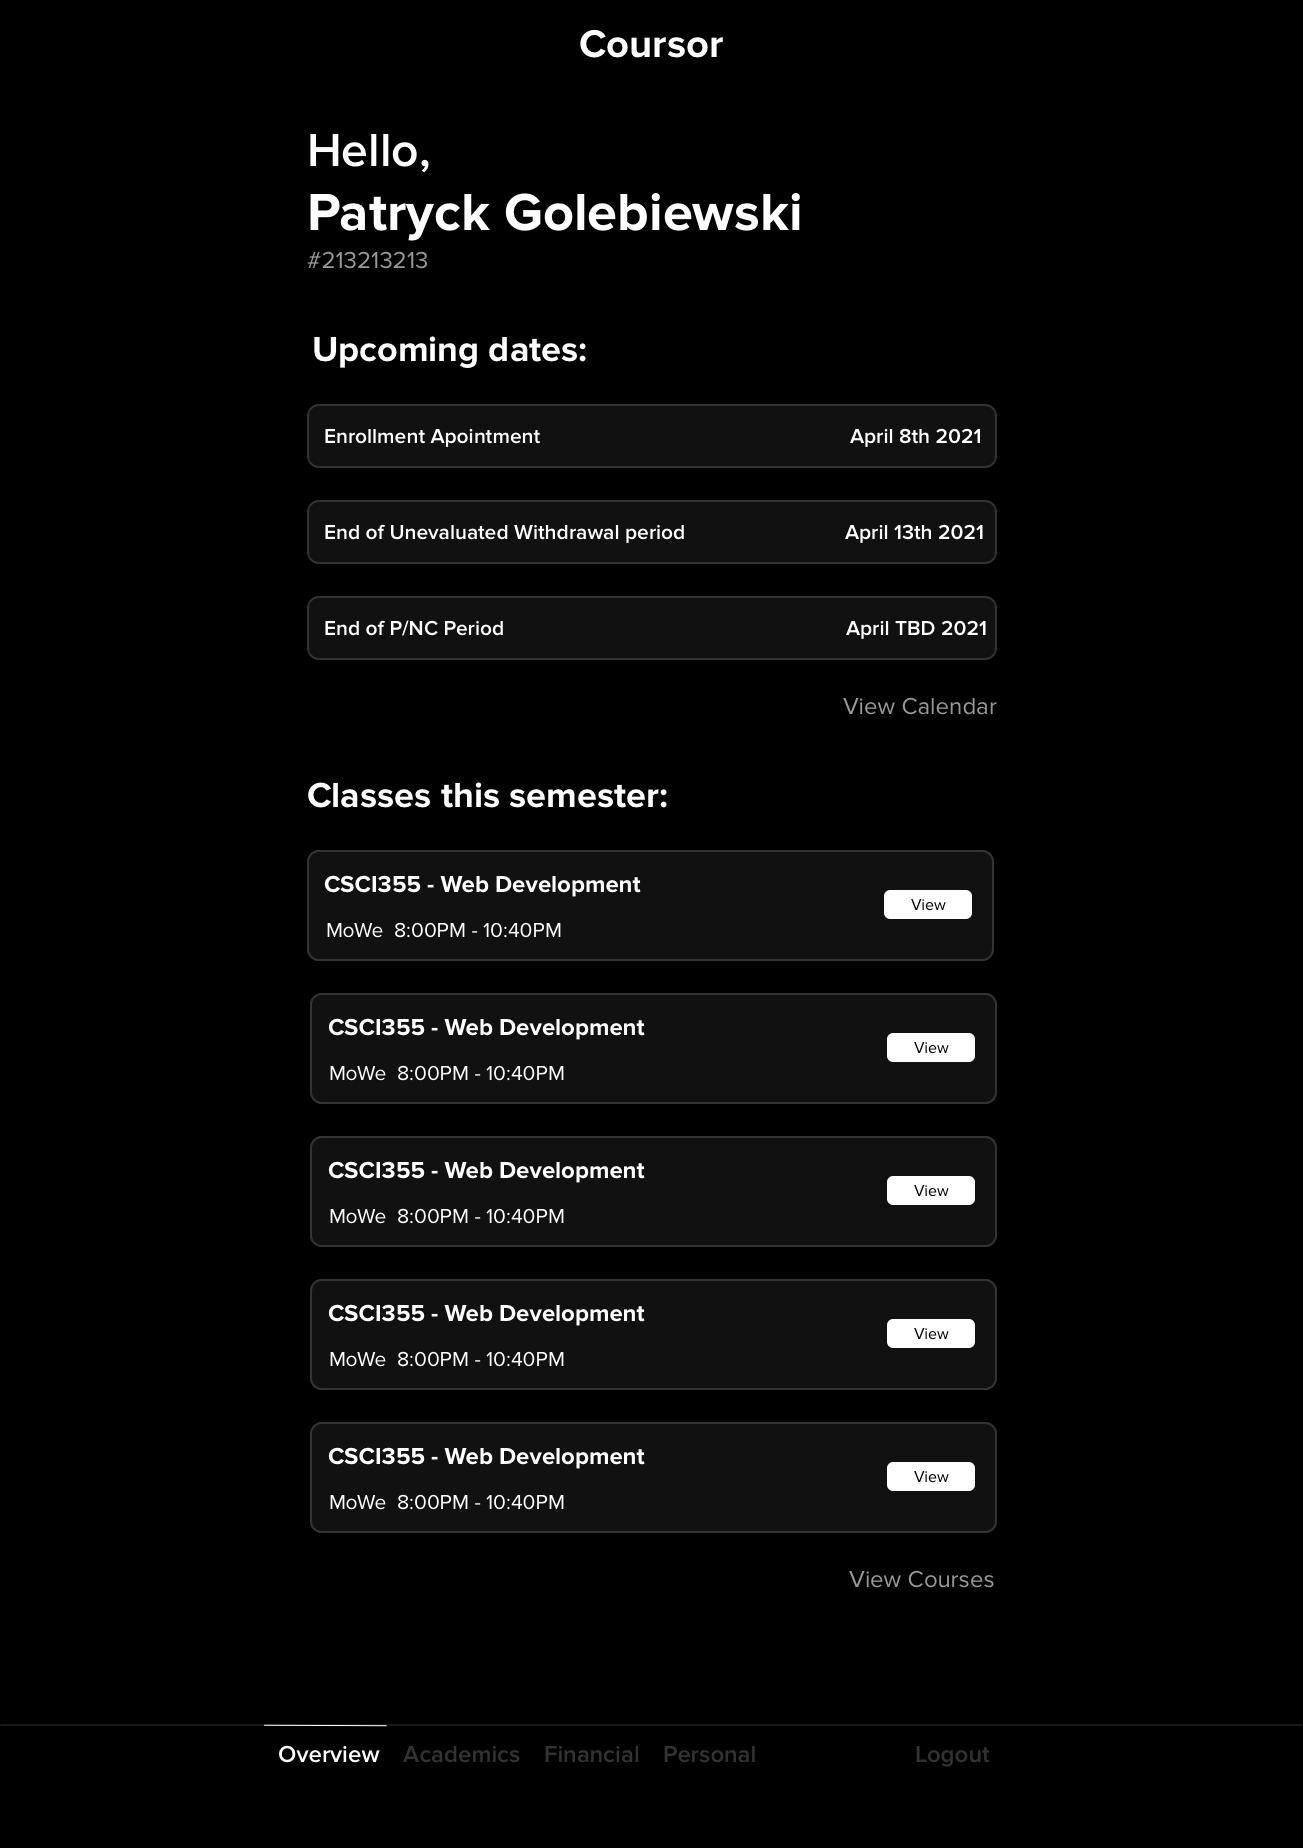 Coursor
Hello,
Patryck Golebiewski
#213213213
Upcoming dates:
Enrollment Apointment April 8th 2021
End of Unevaluated Withdrawal period April 13th 2021
End of P/NC Period April TBD 2021
View Calendar
Classes this semester:
CSCI355 - Web Development
View
MoWe 8:00PM - 10:40PM
CSCI355 - Web Development
View
MoWe 8:00PM - 10:40PM
CSCI355 - Web Development
View
MoWe 8:00PM - 10:40PM
CSCI355 - Web Development
View
MoWe 8:00PM - 10:40PM
CSCI355 - Web Development
View
MoWe 8:00PM - 10:40PM
View Courses
Overview Academics Financial Personal Logout